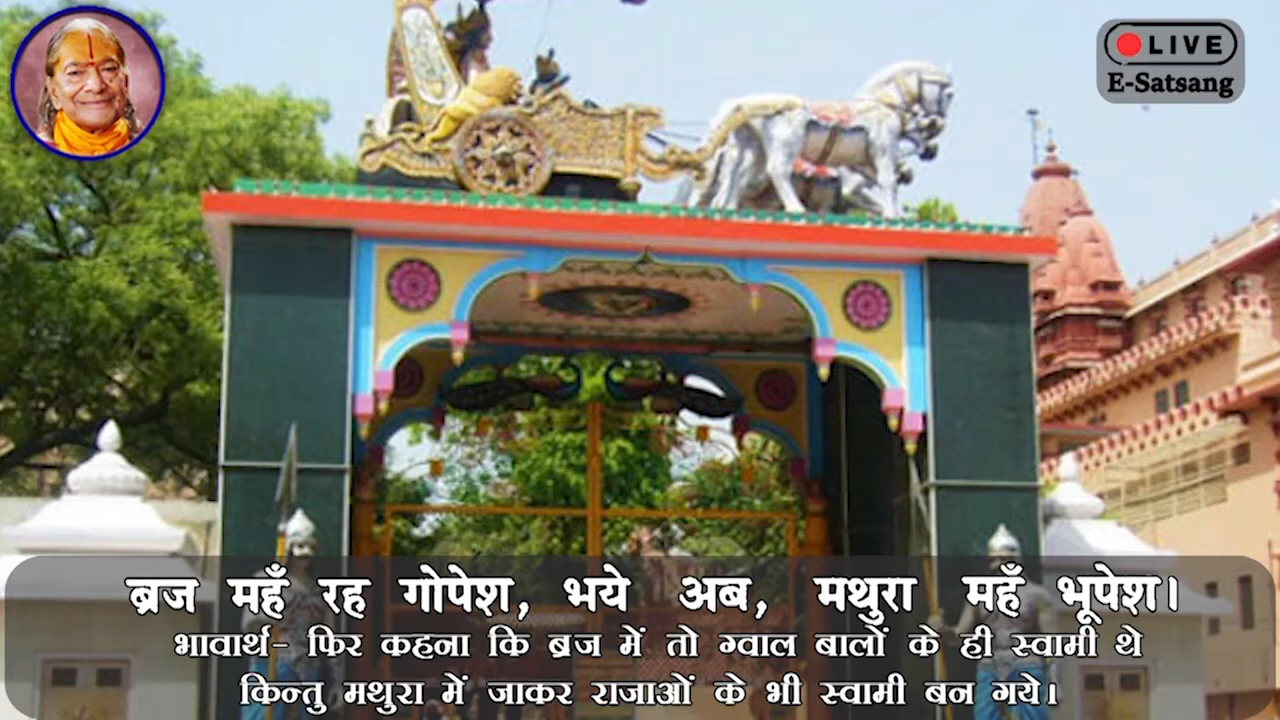 LIVE
E-Satsang
ब्रज महँ रह गोपेश, भये अब, मथुरा महँ भूपेश।
भावार्थ- फिर कहना कि ब्रज में तो ग्वाल बालों के ही स्वामी थे
किन्तु मथुरा में जाकर राजाओं के भी स्वामी बन गये।